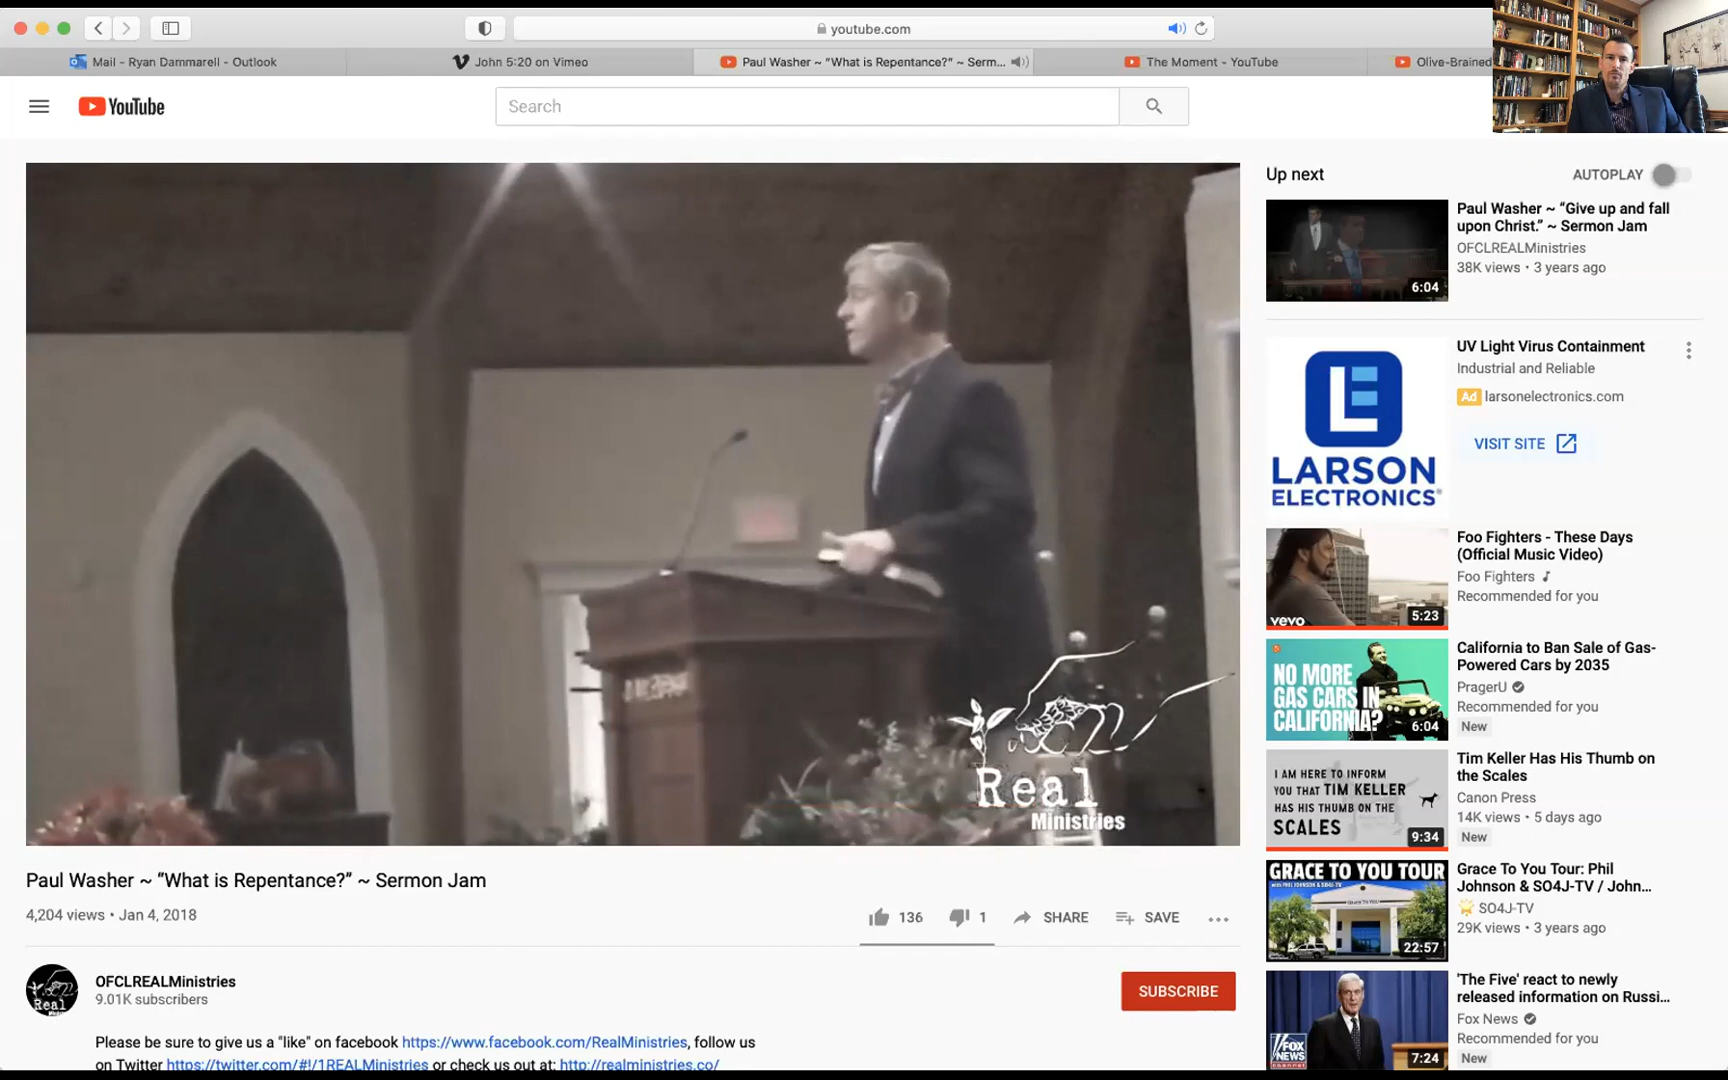 youtube.com
Mail – Ryan Dammarell - Outlook
John 5:20 on Vimeo
Paul Washer ~ “What is Repentance?” ~ Serm...
The Moment - YouTube
Olive-Brained
YouTube
Search
Real
Ministries
Paul Washer ~ “What is Repentance?” ~ Sermon Jam
4,204 views • Jan 4, 2018
136
1
SHARE
SAVE
OFCLREALMinistries
9.01K subscribers
SUBSCRIBE
Real
Please be sure to give us a "like" on facebook https://www.facebook.com/RealMinistries, follow us
on Twitter https://twitter.com/#!/1REALMinistries or check us out at: http://realministries.co/
Up next
AUTOPLAY
6:04
Paul Washer ~ “Give up and fall
upon Christ.” ~ Sermon Jam
OFCLREALMinistries
38K views • 3 years ago
LARSON
ELECTRONICS
UV Light Virus Containment
Industrial and Reliable
Ad larsonelectronics.com
VISIT SITE
vevo
5:23
Foo Fighters - These Days
(Official Music Video)
Foo Fighters
Recommended for you
NO MORE
GAS CARS IN
CALIFORNIA?
6:04
California to Ban Sale of Gas-
Powered Cars by 2035
PragerU
Recommended for you
New
I AM HERE TO INFORM
YOU THAT TIM KELLER
HAS HIS THUMB ON THE
SCALES
9:34
Tim Keller Has His Thumb on
the Scales
Canon Press
14K views • 5 days ago
New
GRACE TO YOU TOUR
WITH PHIL JOHNSON & SO4J-TV
22:57
Grace To You Tour: Phil
Johnson & SO4J-TV / John...
SO4J-TV
29K views • 3 years ago
FOX
NEWS
channel
7:24
'The Five' react to newly
released information on Russi...
Fox News
Recommended for you
New